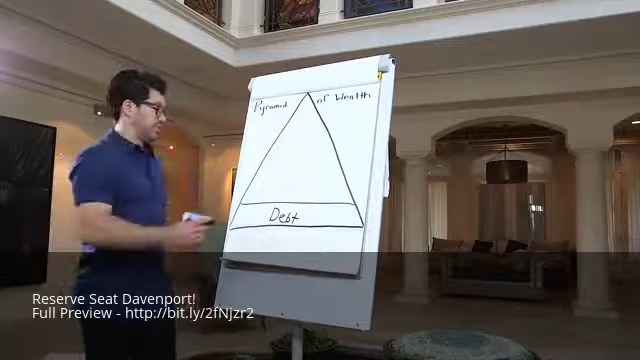 Pyramid of Wealth
Debt
Reserve Seat Davenport!
Full Preview - http://bit.ly/2fNjzr2